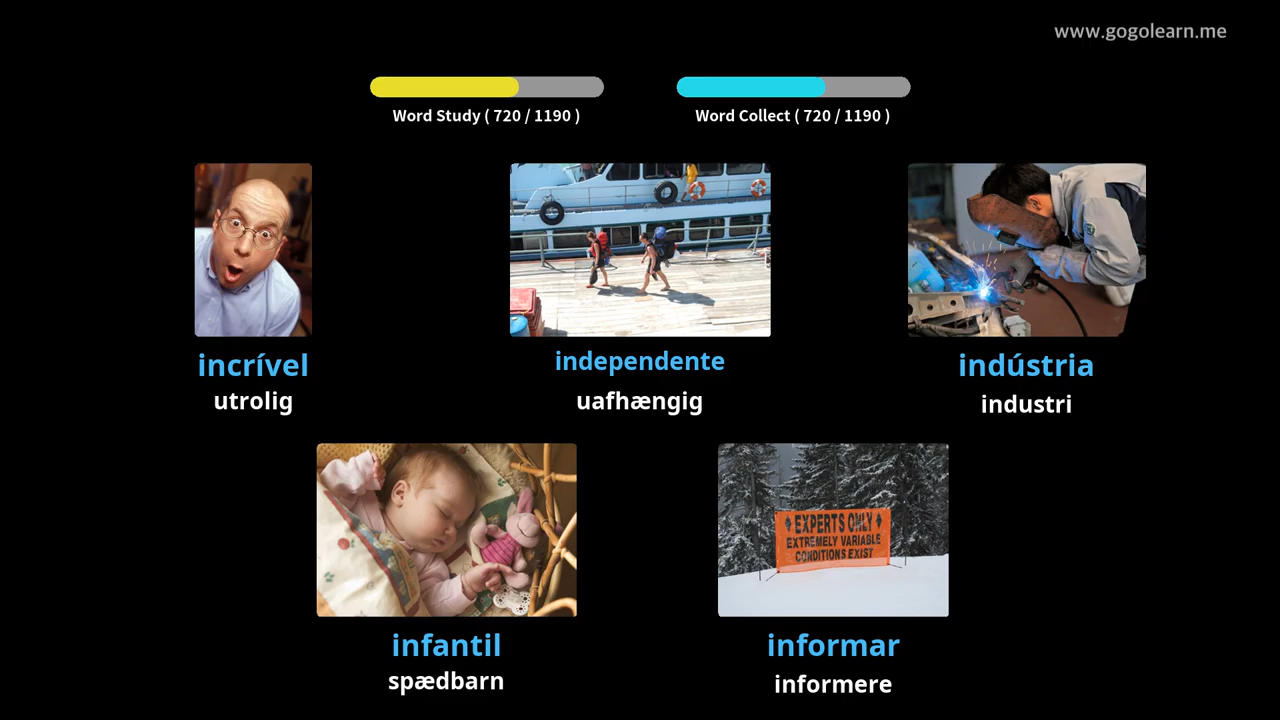 www.gogolearn.me
Word Study ( 720 / 1190 )
Word Collect ( 720 / 1190 )
incrível
utrolig
independente
uafhængig
indústria
industri
EXPERTS ONLY
EXTREMELY VARIABLE
CONDITIONS EXIST
infantil
spædbarn
informar
informere